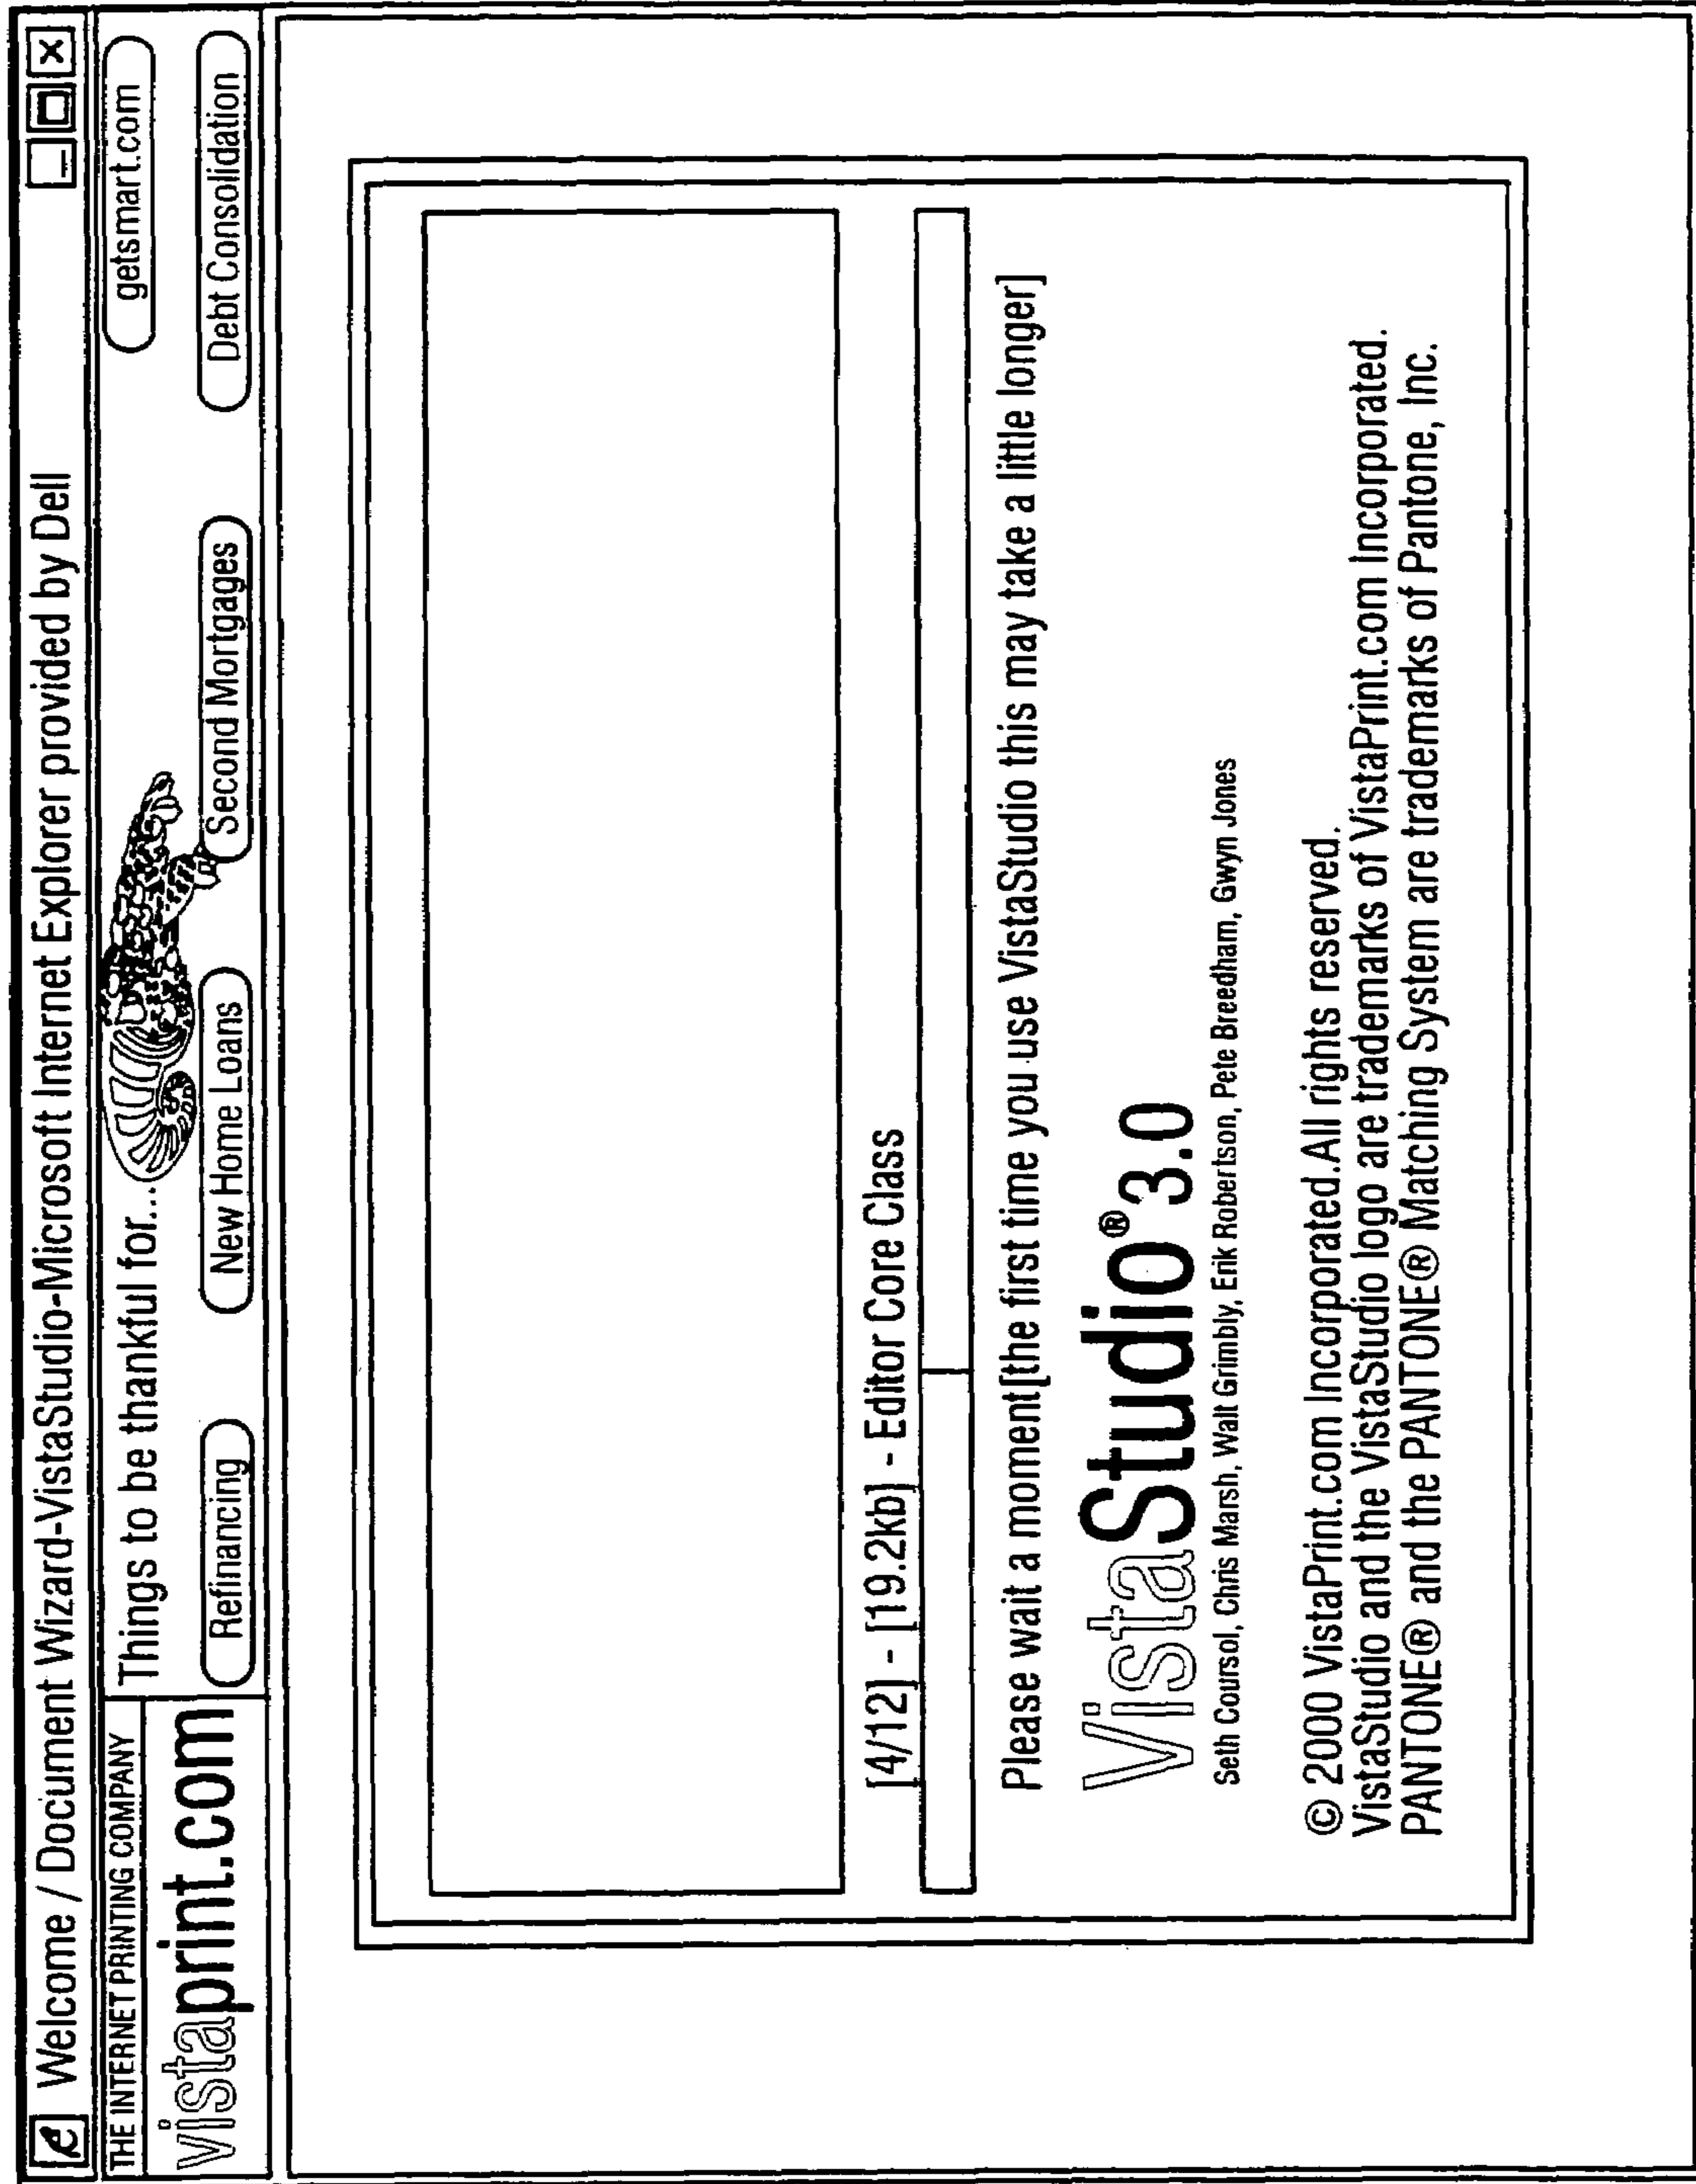 Welcome / Document Wizard-VistaStudio-Microsoft Internet Explorer provided by Dell
THE INTERNET PRINTING COMPANY
vistaprint.com
Things to be thankful for...
getsmart.com
Refinancing
New Home Loans
Second Mortgages
Debt Consolidation
[4/12] - [19.2kb] - Editor Core Class
Please wait a moment[the first time you use VistaStudio this may take a little longer]
VistaStudio® 3.0
Seth Coursol, Chris Marsh, Walt Grimbly, Erik Robertson, Pete Breedham, Gwyn Jones
© 2000 VistaPrint.com Incorporated.All rights reserved.
VistaStudio and the VistaStudio logo are trademarks of VistaPrint.com Incorporated.
PANTONE® and the PANTONE® Matching System are trademarks of Pantone, Inc.